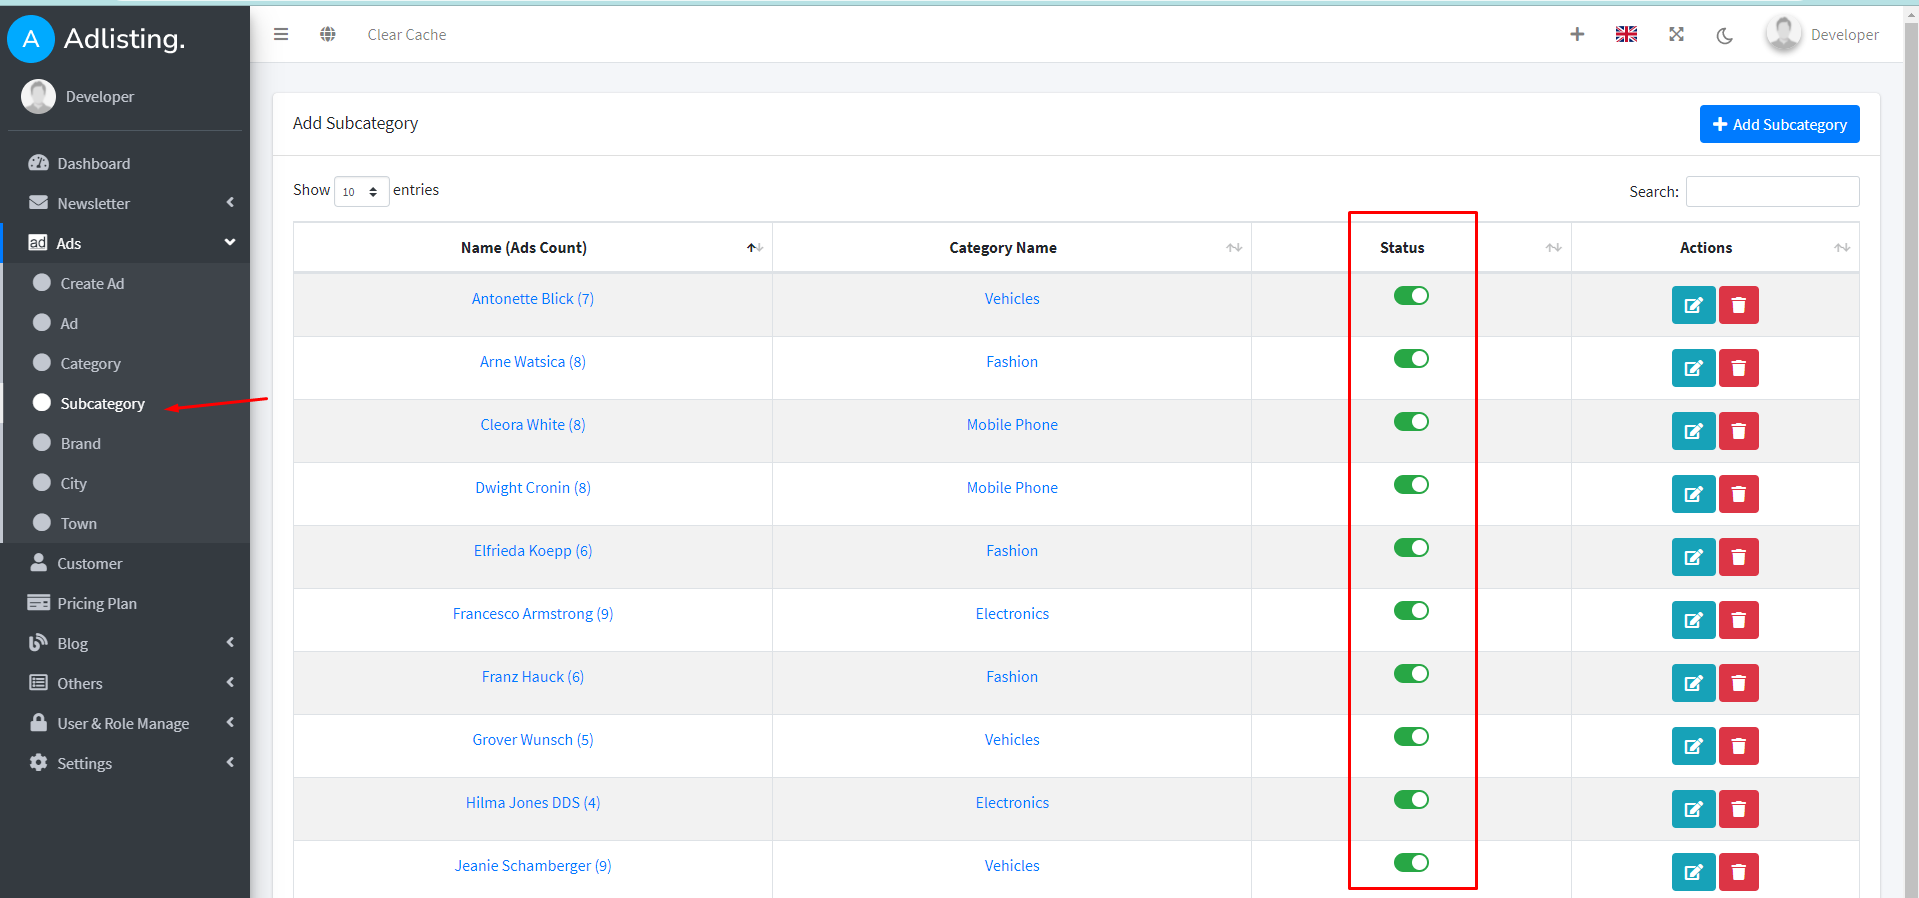 A Adlisting.
Developer
Dashboard
Newsletter
ad Ads
Create Ad
Ad
Category
Subcategory
Brand
City
Town
Customer
Pricing Plan
Blog
Others
User & Role Manage
Settings
Clear Cache
Developer
Add Subcategory
Add Subcategory
Show 10 entries
Search:
Name (Ads Count) Category Name Status Actions
Antonette Blick (7) Vehicles
Arne Watsica (8) Fashion
Cleora White (8) Mobile Phone
Dwight Cronin (8) Mobile Phone
Elfrieda Koepp (6) Fashion
Francesco Armstrong (9) Electronics
Franz Hauck (6) Fashion
Grover Wunsch (5) Vehicles
Hilma Jones DDS (4) Electronics
Jeanie Schamberger (9) Vehicles